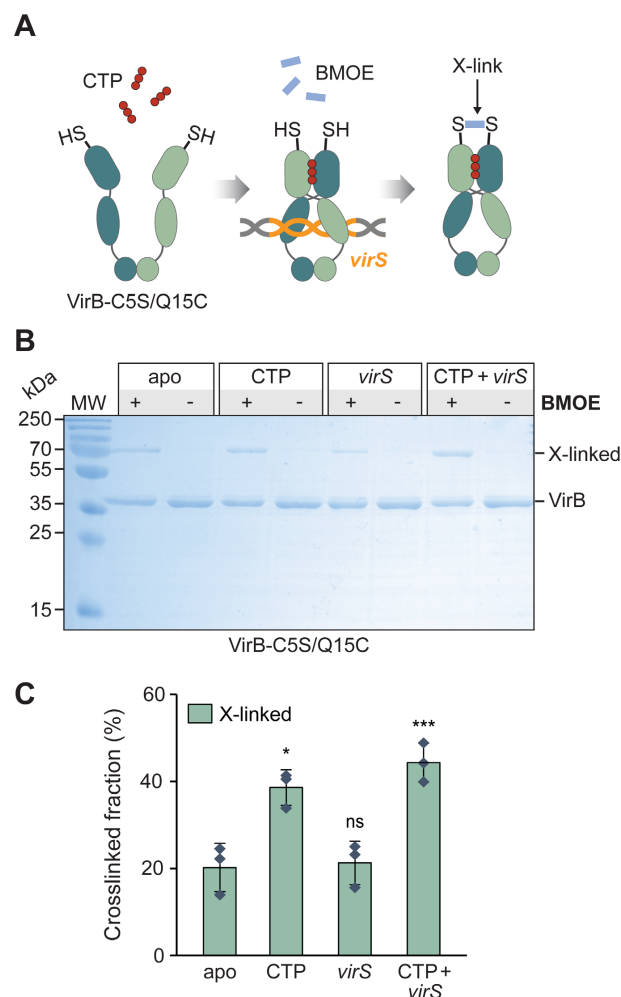 A
CTP
BMOE
X-link
HS
SH
HS SH
S S
virS
VirB-C5S/Q15C
B
kDa
apo CTP virS CTP + virS
MW + - + - + - + - BMOE
250
70
X-linked
55
35
VirB
25
15
VirB-C5S/Q15C
C
60
X-linked
***
*
40
ns
20
0
Crosslinked fraction (%)
apo CTP virS CTP +
virS